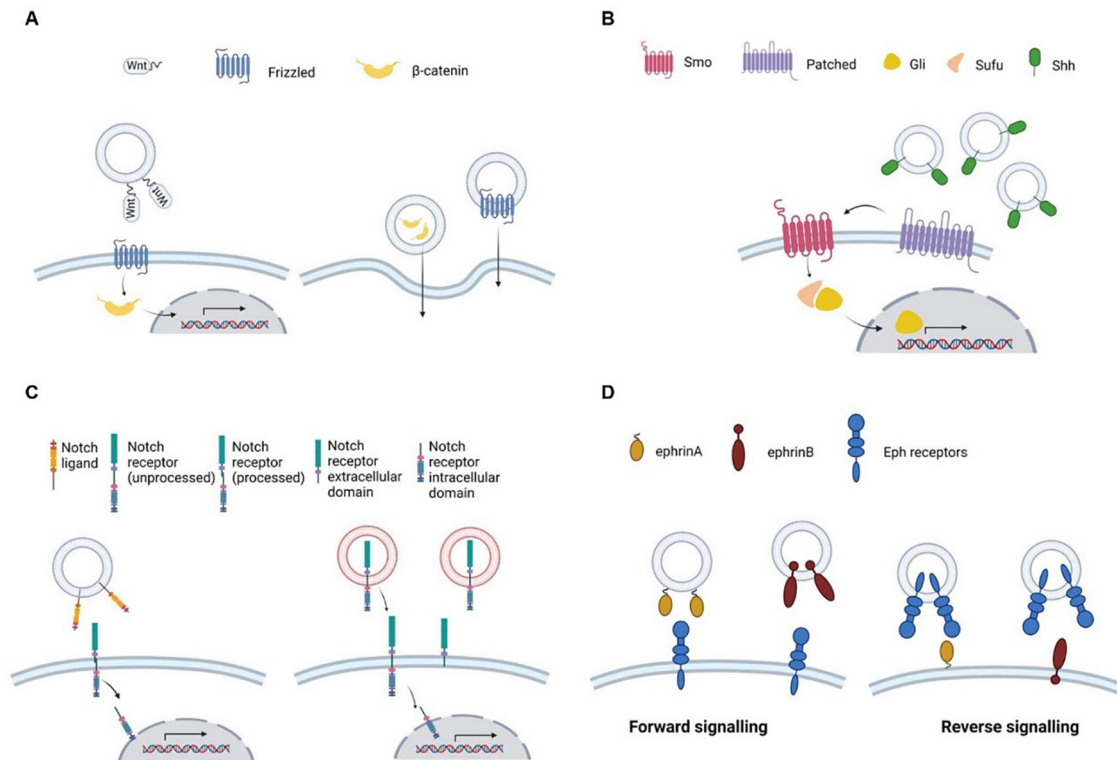 A
Wnt
Frizzled
β-catenin
Wnt
Wnt
B
Smo
Patched
Gli
Sufu
Shh
C
Notch
ligand
Notch
receptor
(unprocessed)
Notch
receptor
(processed)
Notch
receptor
extracellular
domain
Notch
receptor
intracellular
domain
D
ephrinA
ephrinB
Eph receptors
Forward signalling
Reverse signalling